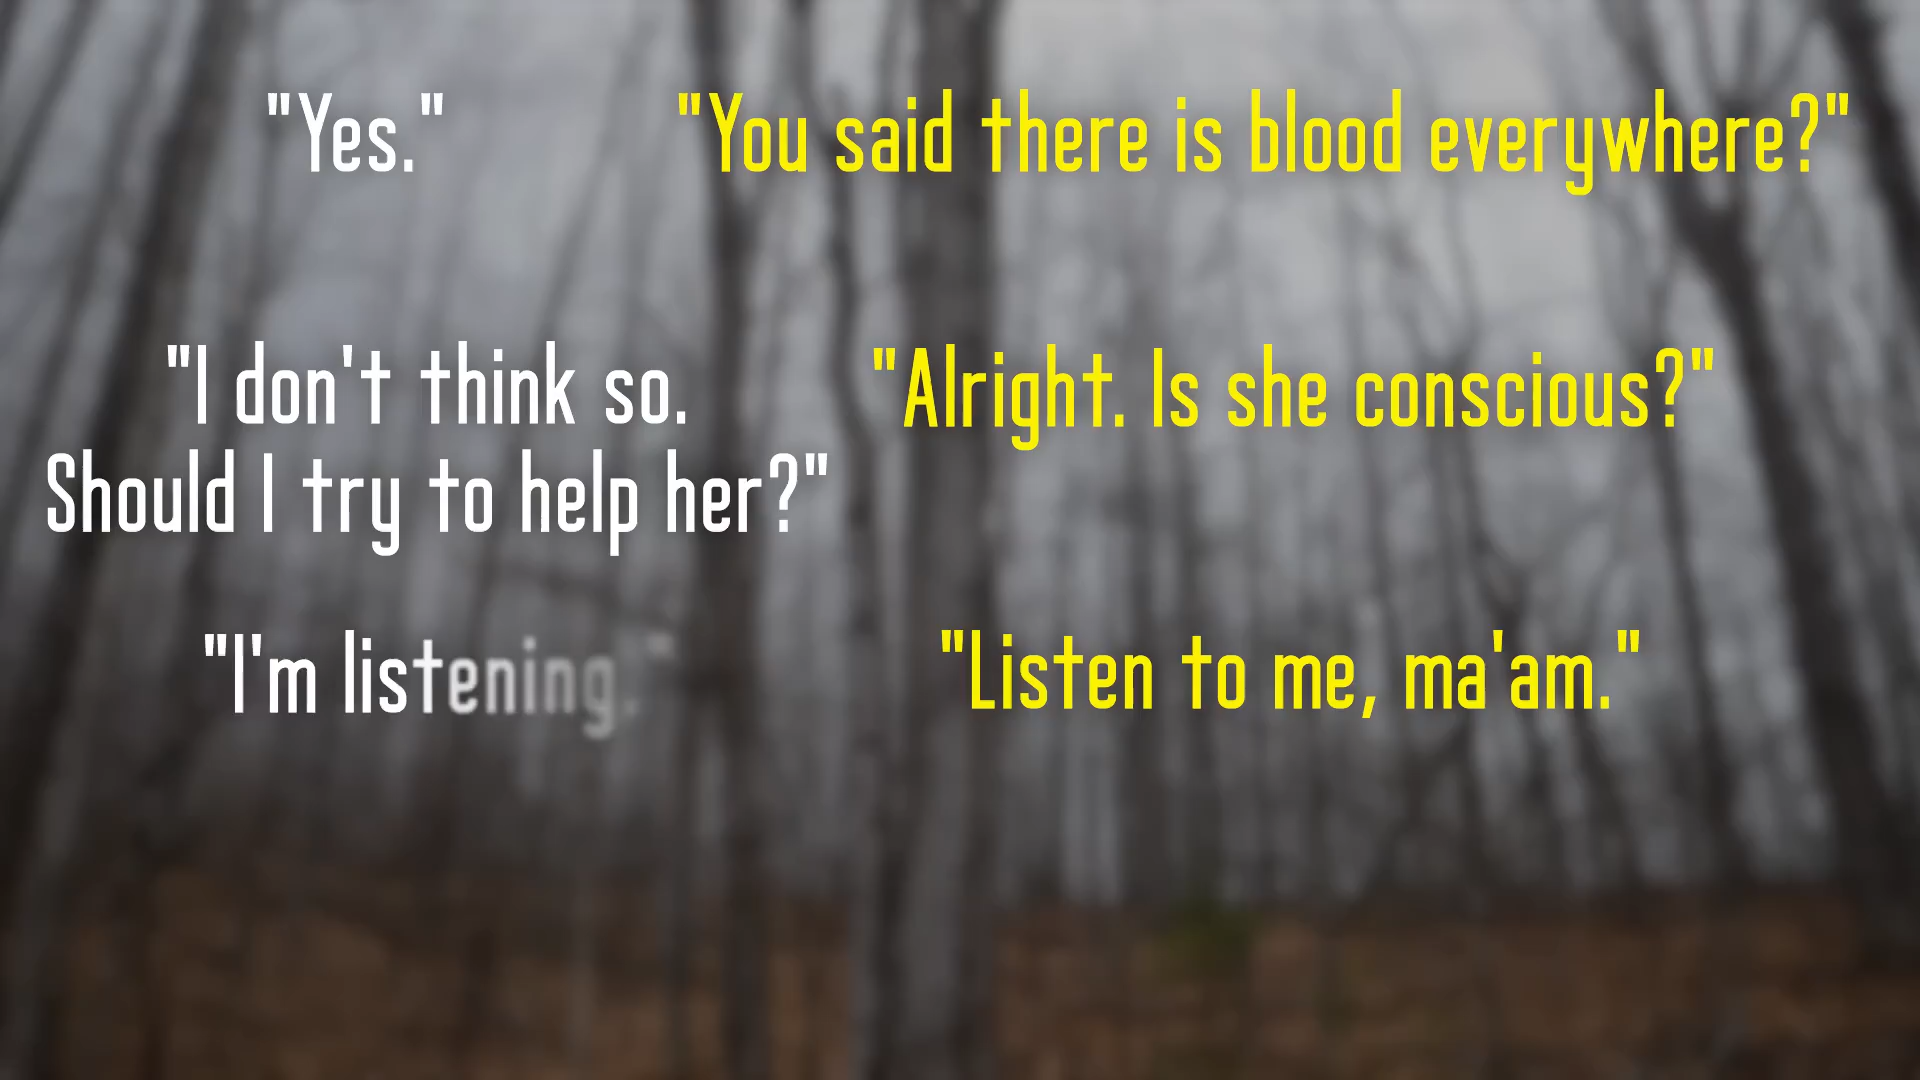 "Yes."
"You said there is blood everywhere?"
"I don't think so.
Should I try to help her?"
"Alright. Is she conscious?"
"I'm listening."
"Listen to me, ma'am."